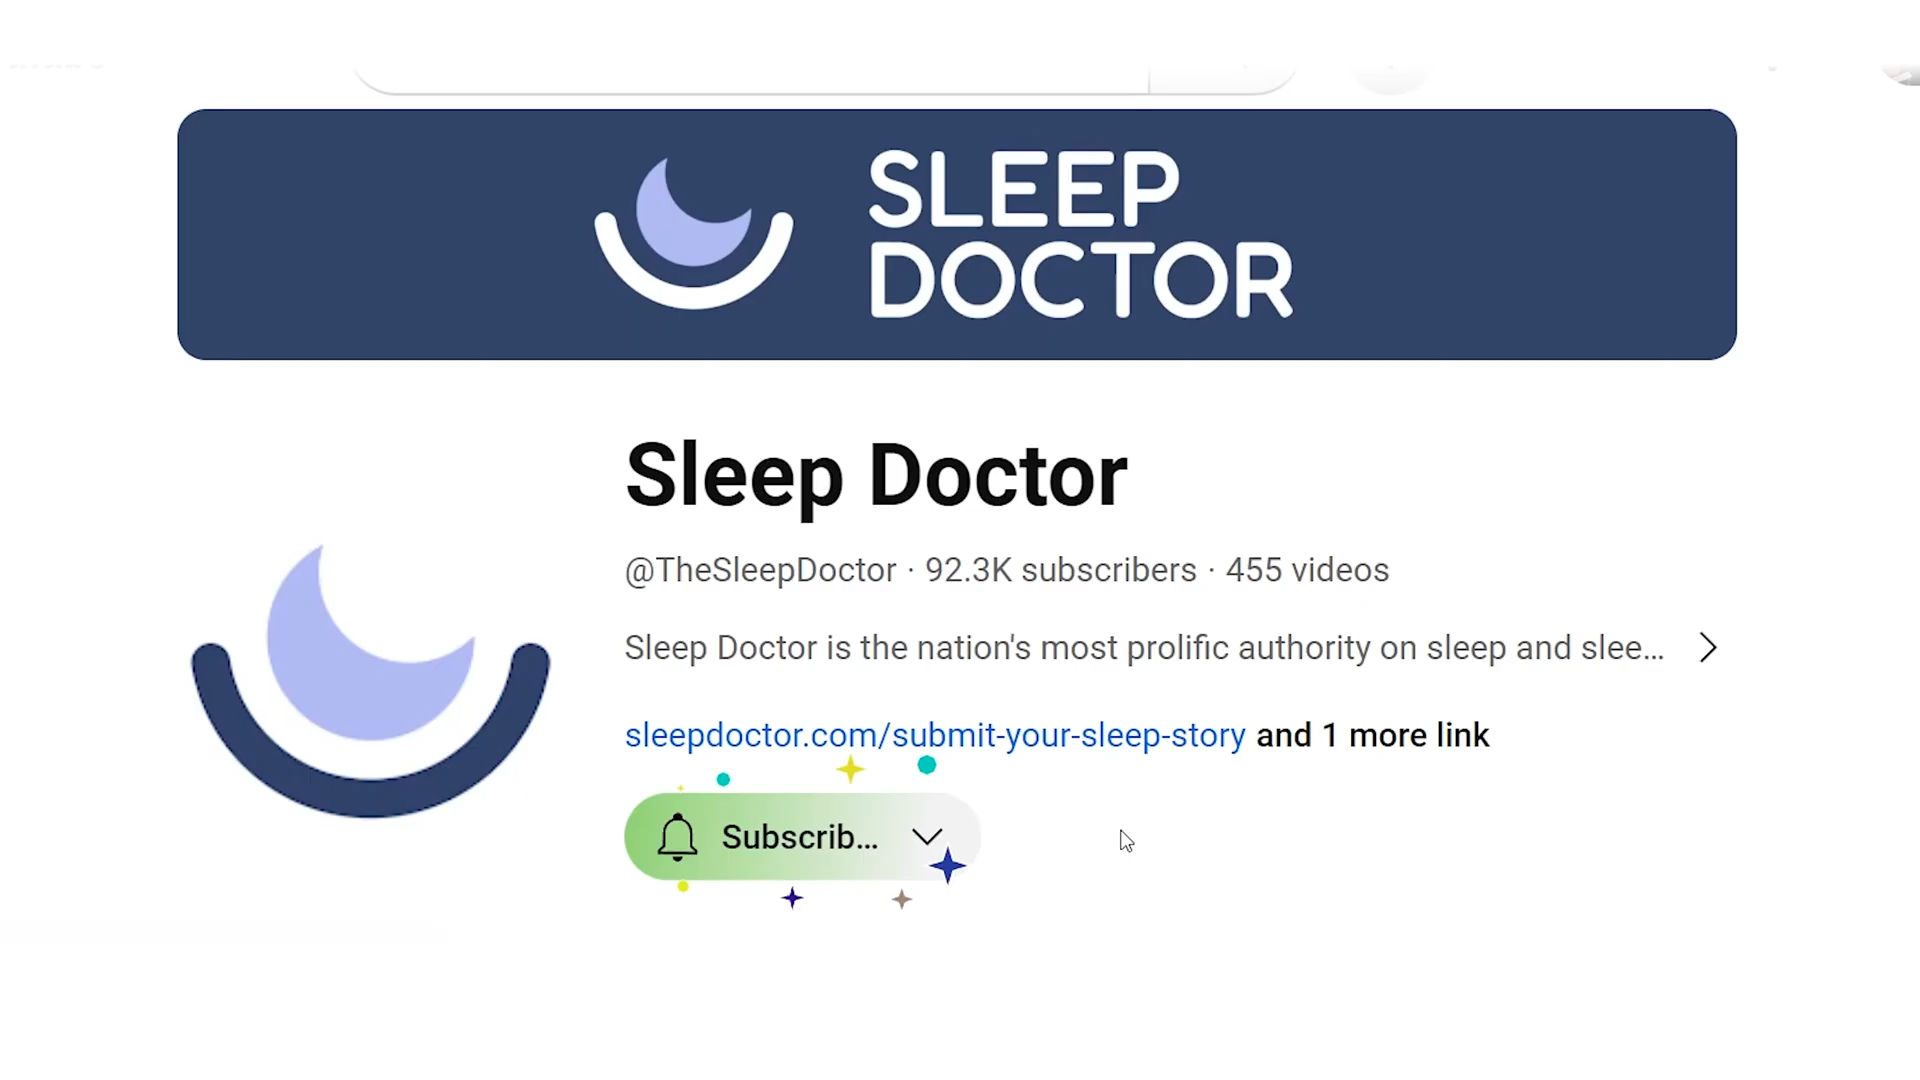 SLEEP
DOCTOR
Sleep Doctor
@TheSleepDoctor · 92.3K subscribers · 455 videos
Sleep Doctor is the nation's most prolific authority on sleep and slee...
sleepdoctor.com/submit-your-sleep-story and 1 more link
Subscrib...